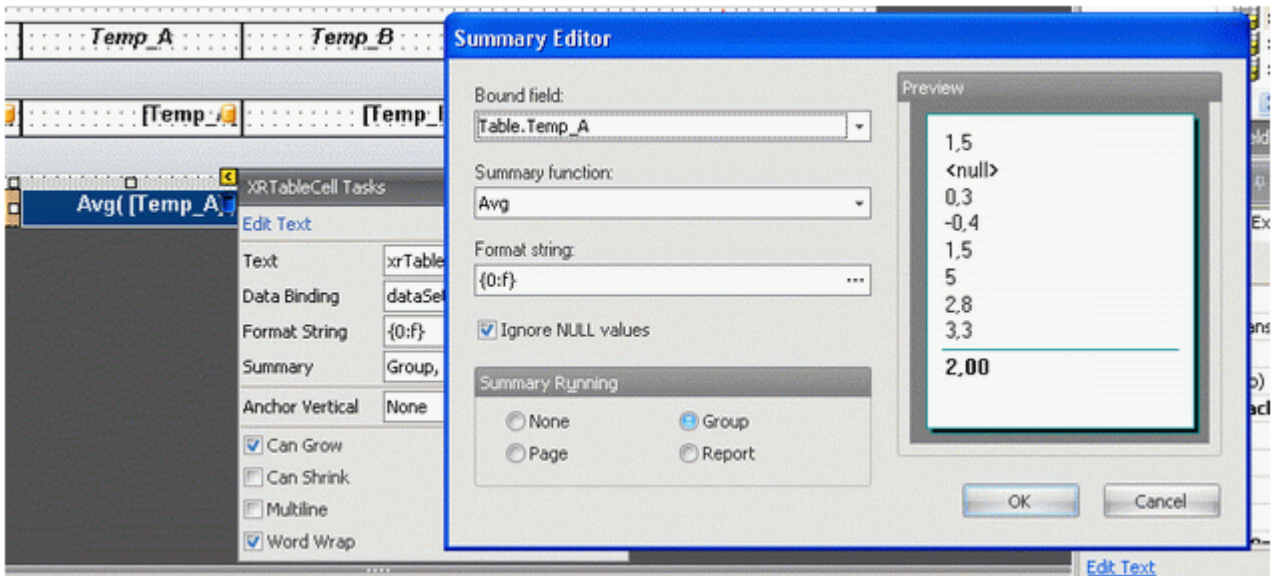 Temp_A
Temp_B
[Temp_A
[Temp_
Avg( [Temp_A]
XRTableCell Tasks
Edit Text
Text
xrTable
Data Binding
dataSet
Format String
{0:f}
Summary
Group,
Anchor Vertical
None
Can Grow
Can Shrink
Multiline
Word Wrap
Summary Editor
Bound field:
Table.Temp_A
Summary function:
Avg
Format string:
{0:f}
...
Ignore NULL values
Summary Running
None
Group
Page
Report
Preview
1,5
<null>
0,3
-0,4
1,5
5
2,8
3,3
2,00
OK
Cancel
Edit Text